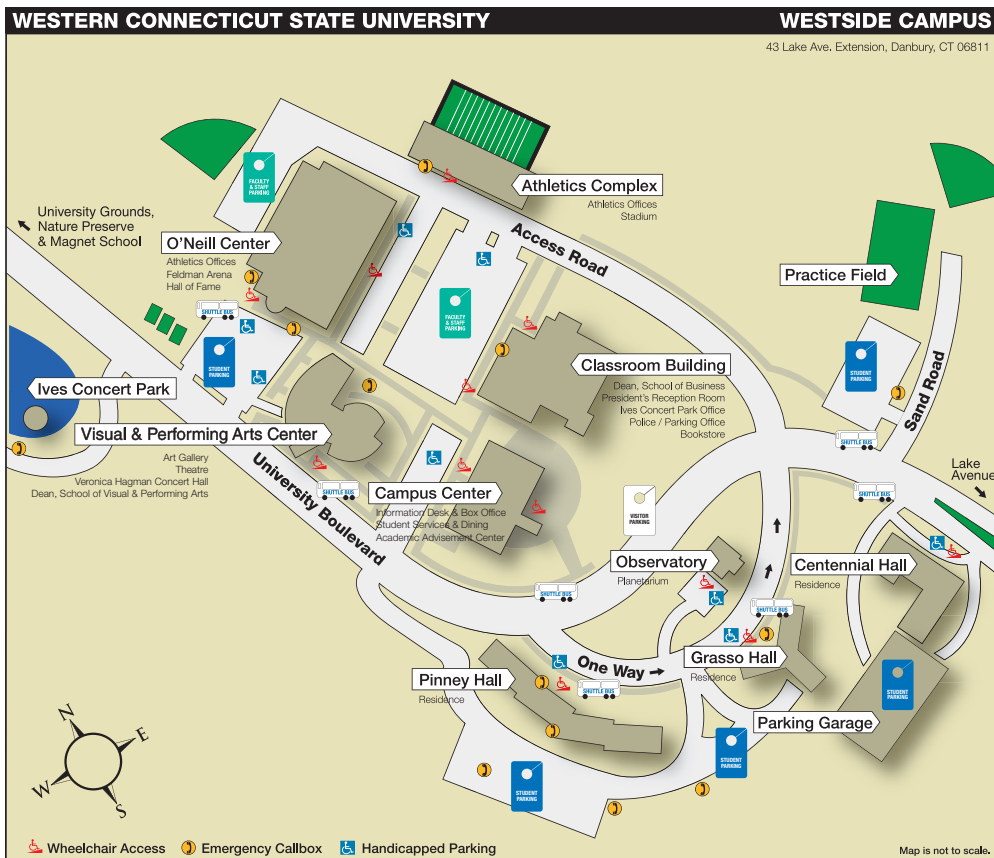 WESTERN CONNECTICUT STATE UNIVERSITY
WESTSIDE CAMPUS
43 Lake Ave. Extension, Danbury, CT 06811
FACULTY
& STAFF
PARKING
Athletics Complex
Athletics Offices
Stadium
University Grounds,
Nature Preserve
& Magnet School
O'Neill Center
Athletics Offices
Feldman Arena
Hall of Fame
Access Road
Practice Field
SHUTTLE BUS
FACULTY
& STAFF
PARKING
STUDENT
PARKING
Classroom Building
Dean, School of Business
President's Reception Room
Ives Concert Park Office
Police / Parking Office
Bookstore
STUDENT
PARKING
Sand Road
Ives Concert Park
Visual & Performing Arts Center
Art Gallery
Theatre
Veronica Hagman Concert Hall
Dean, School of Visual & Performing Arts
SHUTTLE BUS
Lake
Avenue
University Boulevard
SHUTTLE BUS
Campus Center
Information Desk & Box Office
Student Services & Dining
Academic Advisement Center
SHUTTLE BUS
VISITOR
PARKING
Observatory
Planetarium
Centennial Hall
Residence
SHUTTLE BUS
SHUTTLE BUS
One Way
Grasso Hall
Residence
Pinney Hall
Residence
SHUTTLE BUS
STUDENT
PARKING
Parking Garage
STUDENT
PARKING
STUDENT
PARKING
N
E
W
S
Wheelchair Access
Emergency Callbox
Handicapped Parking
Map is not to scale.